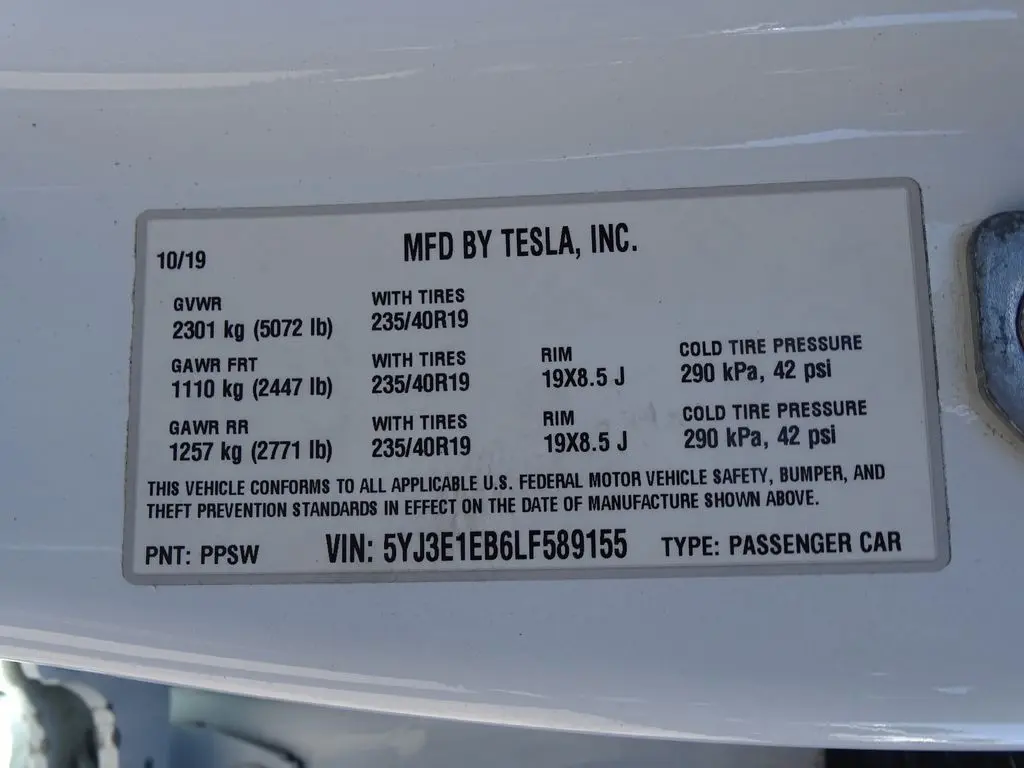 10/19 MFD BY TESLA, INC.
GVWR WITH TIRES
2301 kg (5072 lb) 235/40R19
GAWR FRT WITH TIRES RIM COLD TIRE PRESSURE
1110 kg (2447 lb) 235/40R19 19X8.5 J 290 kPa, 42 psi
GAWR RR WITH TIRES RIM COLD TIRE PRESSURE
1257 kg (2771 lb) 235/40R19 19X8.5 J 290 kPa, 42 psi
THIS VEHICLE CONFORMS TO ALL APPLICABLE U.S. FEDERAL MOTOR VEHICLE SAFETY, BUMPER, AND
THEFT PREVENTION STANDARDS IN EFFECT ON THE DATE OF MANUFACTURE SHOWN ABOVE.
PNT: PPSW VIN: 5YJ3E1EB6LF589155 TYPE: PASSENGER CAR